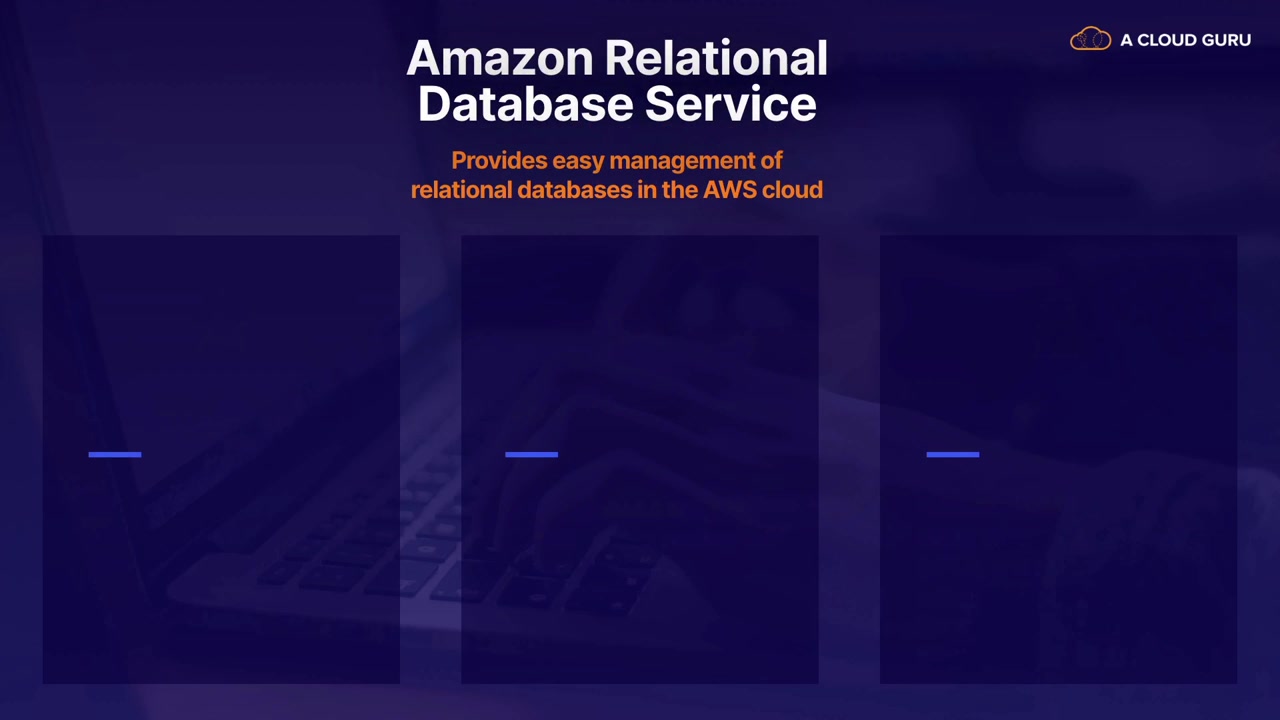 Amazon Relational
Database Service
A CLOUD GURU
Provides easy management of
relational databases in the AWS cloud